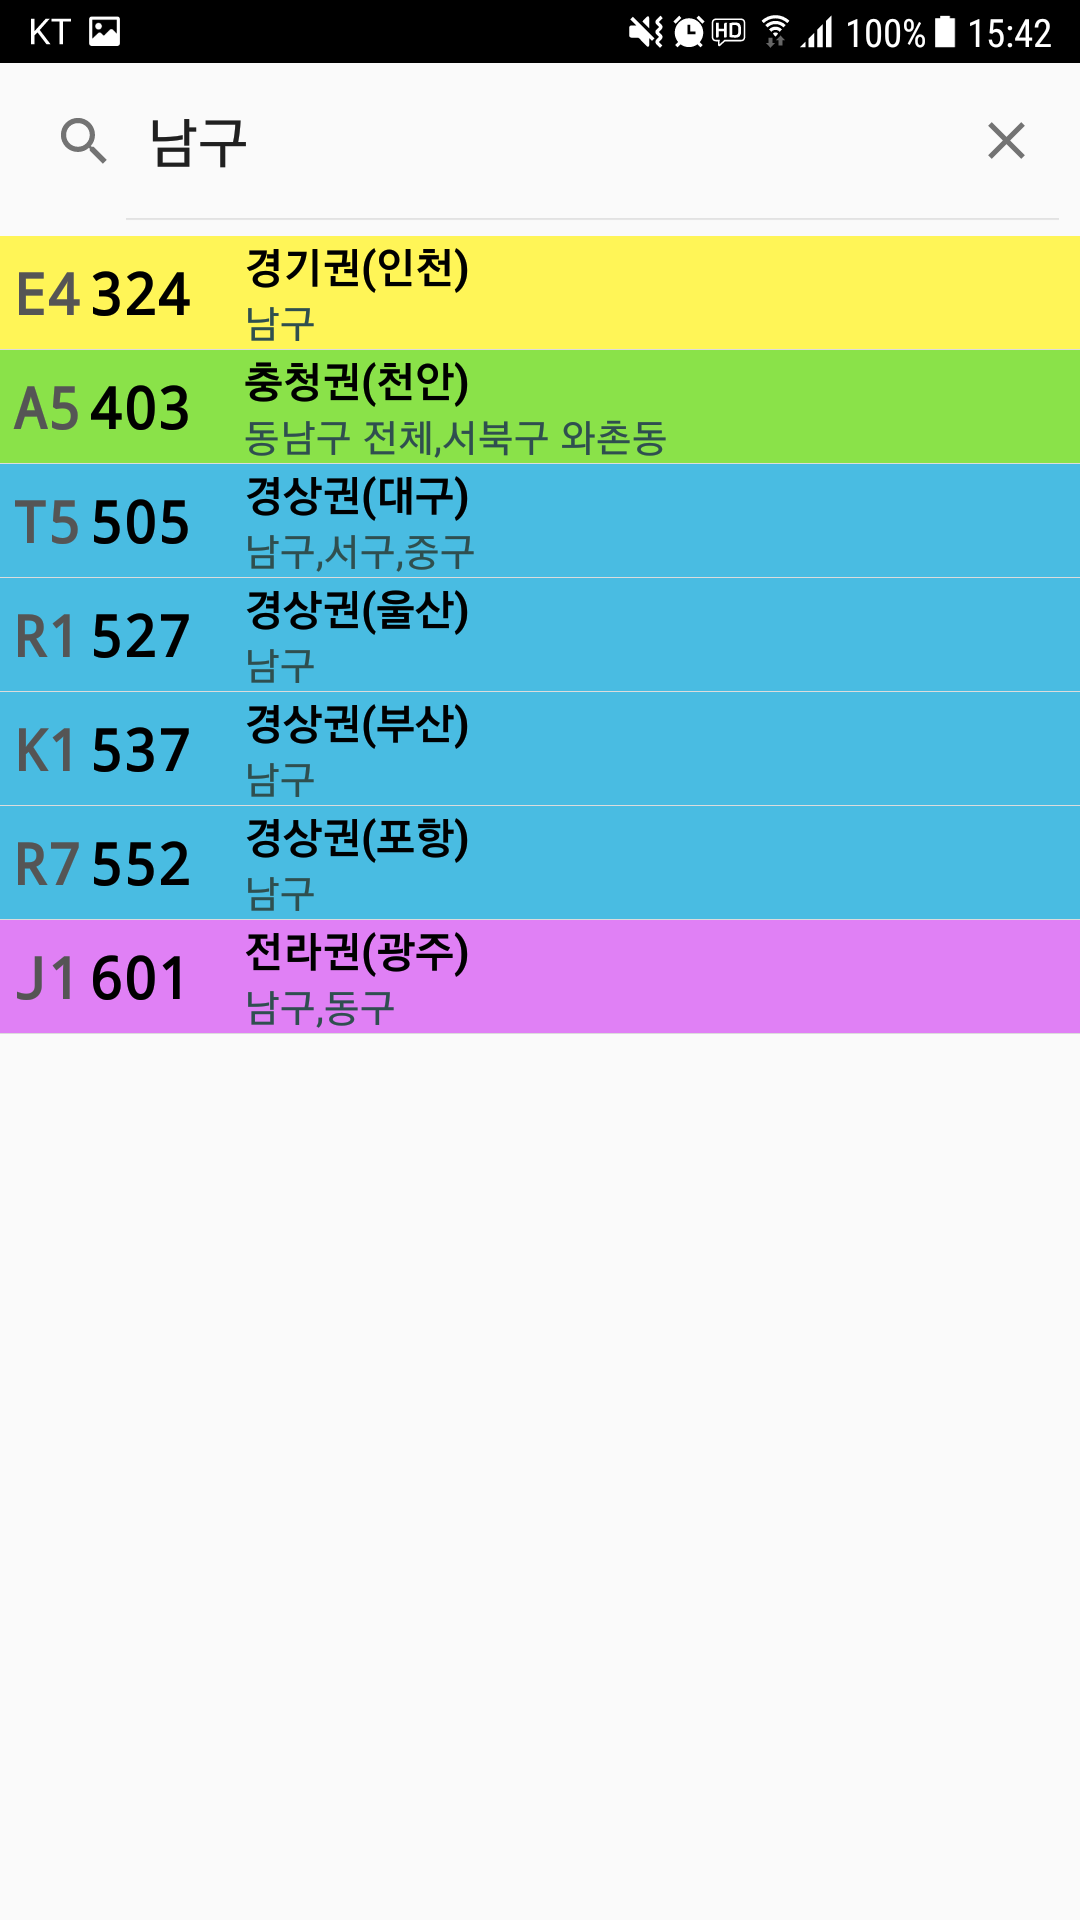 KT HD 100% 15:42
남구
E4 324 경기권(인천)
남구
A5 403 충청권(천안)
동남구 전체,서북구 와촌동
T5 505 경상권(대구)
남구,서구,중구
R1 527 경상권(울산)
남구
K1 537 경상권(부산)
남구
R7 552 경상권(포항)
남구
J1 601 전라권(광주)
남구,동구